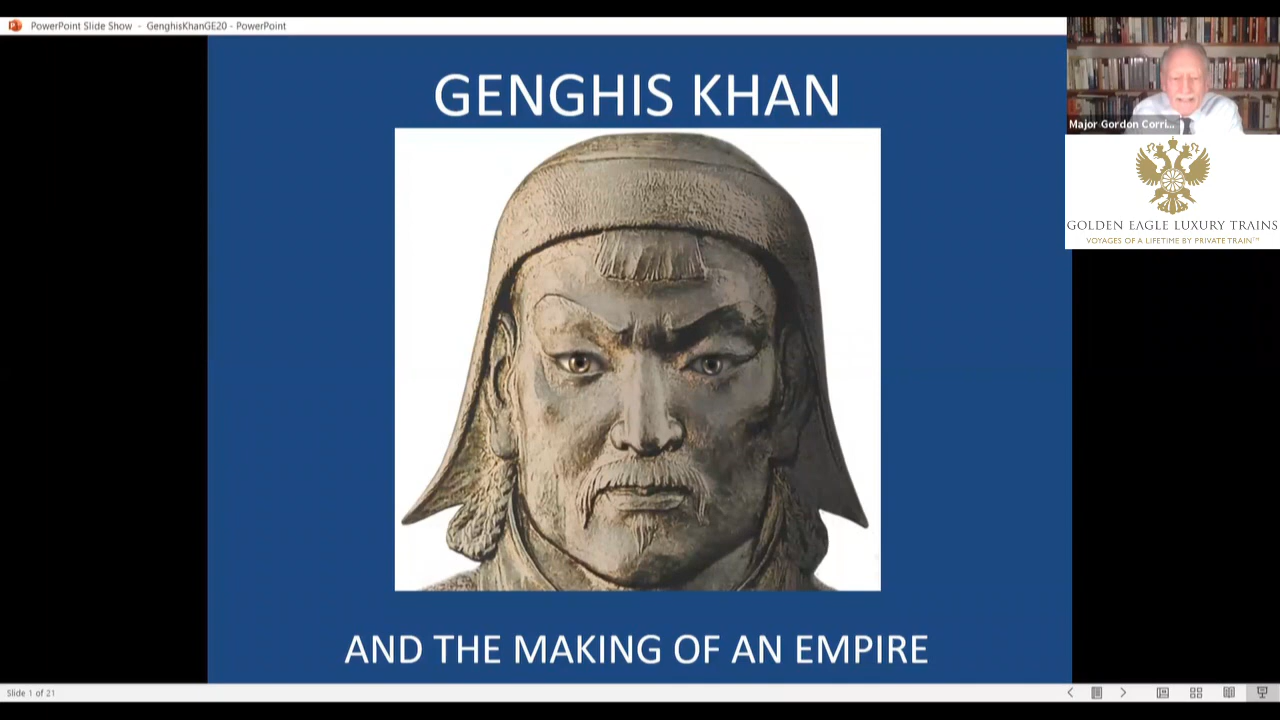 PowerPoint Slide Show - GenghisKhanGE20 - PowerPoint
GENGHIS KHAN
AND THE MAKING OF AN EMPIRE
Major Gordon Corri...
GOLDEN EAGLE LUXURY TRAINS
VOYAGES OF A LIFETIME BY PRIVATE TRAIN™
Slide 1 of 21